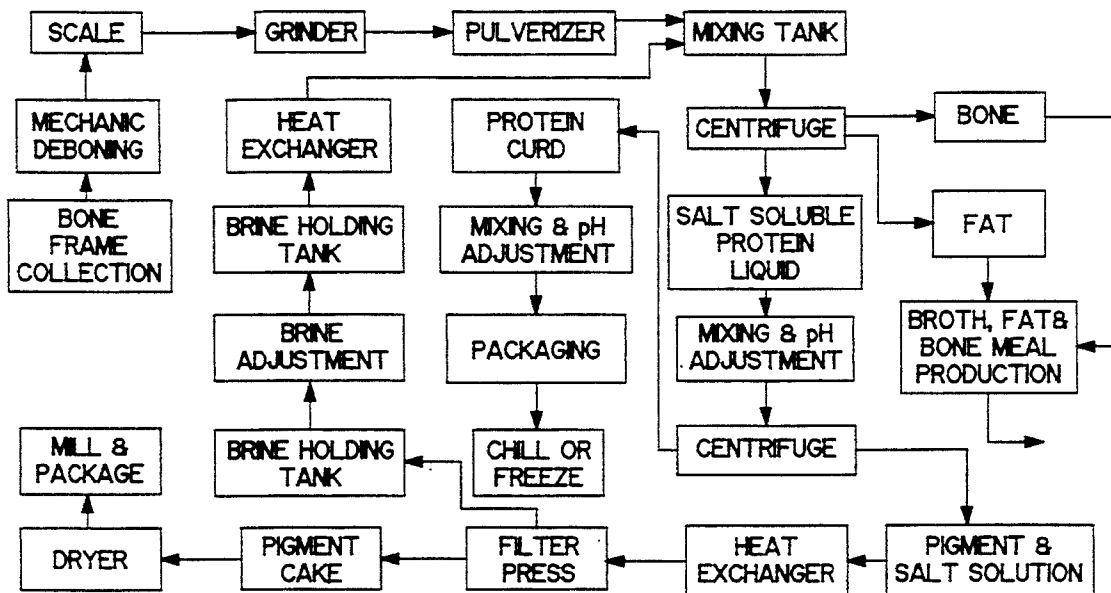 SCALE
GRINDER
PULVERIZER
MIXING TANK
MECHANIC
DEBONING
HEAT
EXCHANGER
PROTEIN
CURD
CENTRIFUGE
BONE
BONE
FRAME
COLLECTION
BRINE HOLDING
TANK
MIXING & pH
ADJUSTMENT
SALT SOLUBLE
PROTEIN
LIQUID
FAT
BRINE
ADJUSTMENT
PACKAGING
MIXING & pH
ADJUSTMENT
BROTH, FAT &
BONE MEAL
PRODUCTION
MILL &
PACKAGE
BRINE HOLDING
TANK
CHILL OR
FREEZE
CENTRIFUGE
DRYER
PIGMENT
CAKE
FILTER
PRESS
HEAT
EXCHANGER
PIGMENT &
SALT SOLUTION